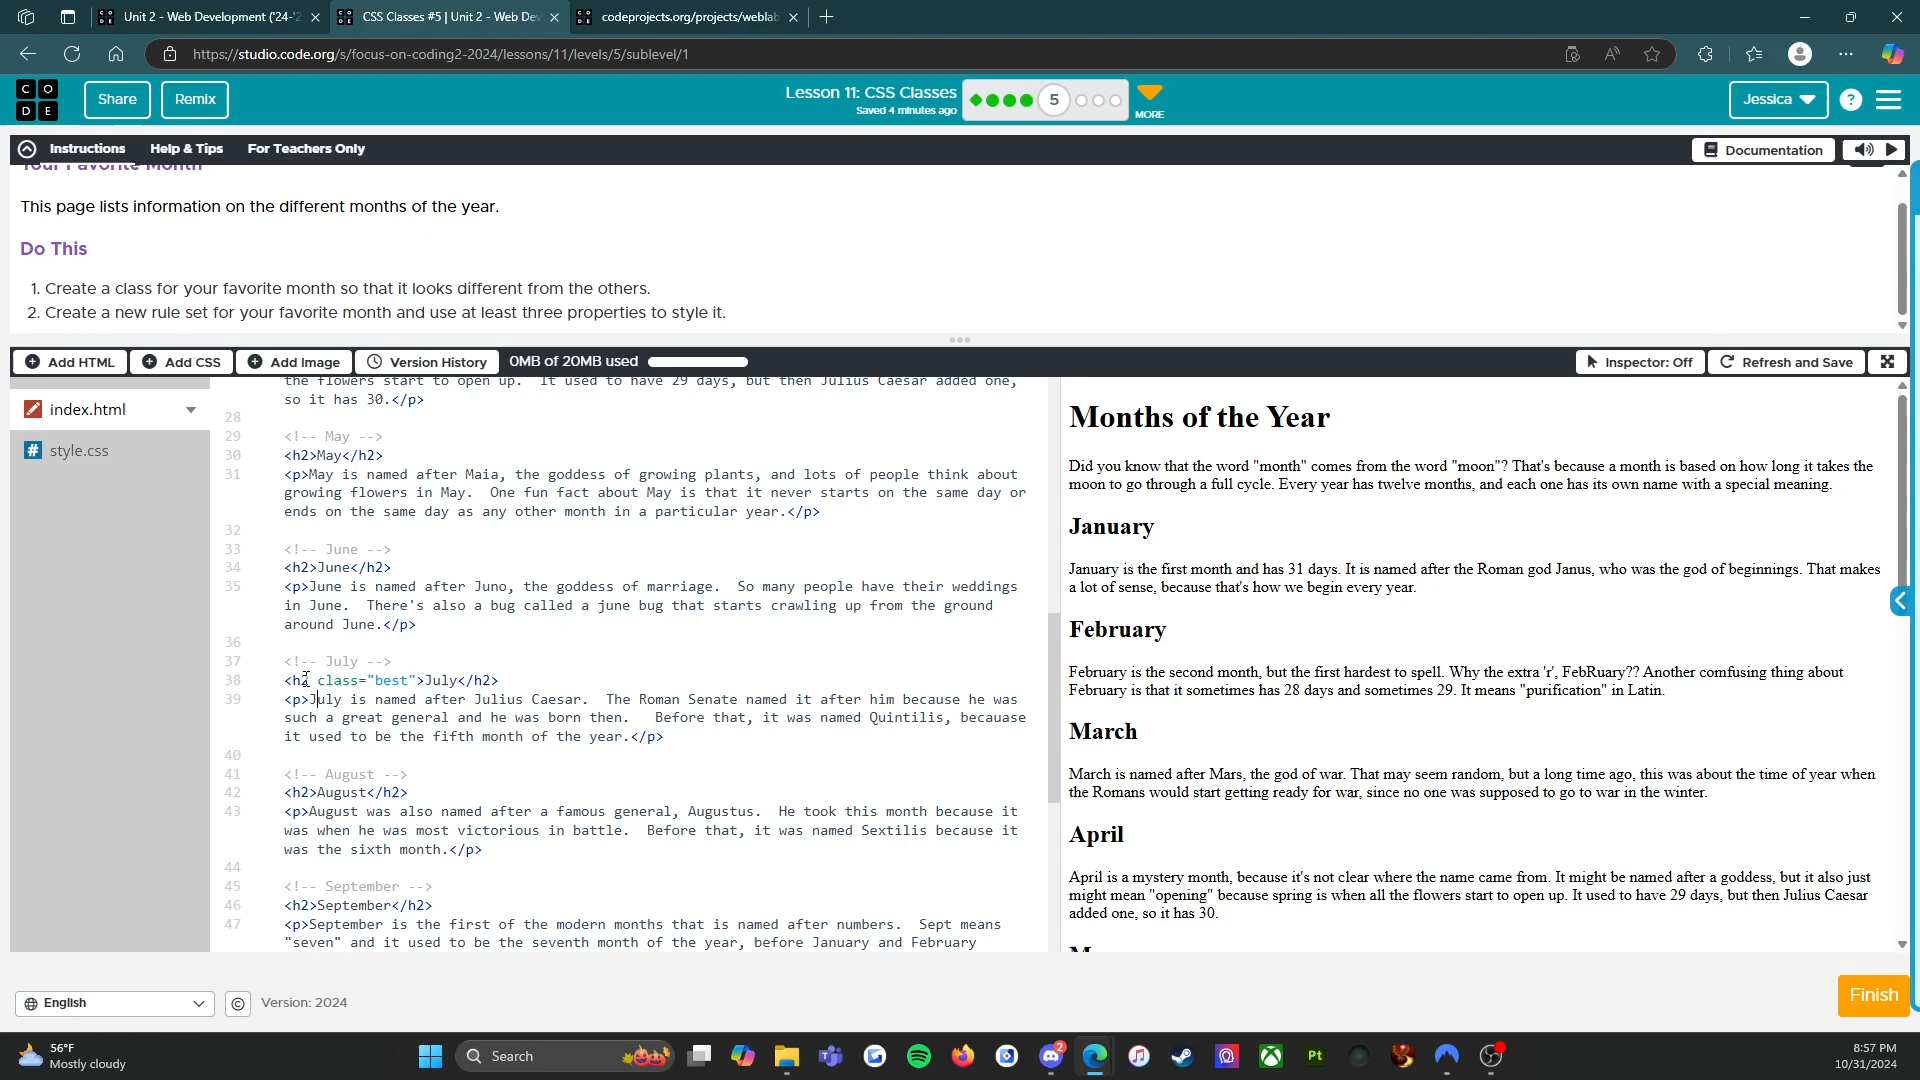 Unit 2 - Web Development ('24-'2
CSS Classes #5 | Unit 2 - Web Dev
codeprojects.org/projects/weblab
https://studio.code.org/s/focus-on-coding2-2024/lessons/11/levels/5/sublevel/1
CODE
Share
Remix
Lesson 11: CSS Classes
Saved 4 minutes ago
5
MORE
Jessica
?
Instructions
Help & Tips
For Teachers Only
Documentation
Your Favorite Month
This page lists information on the different months of the year.
Do This
1. Create a class for your favorite month so that it looks different from the others.
2. Create a new rule set for your favorite month and use at least three properties to style it.
Add HTML
Add CSS
Add Image
Version History
0MB of 20MB used
Inspector: Off
Refresh and Save
index.html
style.css
the flowers start to open up.  It used to have 29 days, but then Julius Caesar added one,
so it has 30.</p>
28
29 <!-- May -->
30 <h2>May</h2>
31 <p>May is named after Maia, the goddess of growing plants, and lots of people think about
growing flowers in May.  One fun fact about May is that it never starts on the same day or
ends on the same day as any other month in a particular year.</p>
32
33 <!-- June -->
34 <h2>June</h2>
35 <p>June is named after Juno, the goddess of marriage.  So many people have their weddings
in June.  There's also a bug called a june bug that starts crawling up from the ground
around June.</p>
36
37 <!-- July -->
38 <h2 class="best">July</h2>
39 <p>July is named after Julius Caesar.  The Roman Senate named it after him because he was
such a great general and he was born then.   Before that, it was named Quintilis, becauase
it used to be the fifth month of the year.</p>
40
41 <!-- August -->
42 <h2>August</h2>
43 <p>August was also named after a famous general, Augustus.  He took this month because it
was when he was most victorious in battle.  Before that, it was named Sextilis because it
was the sixth month.</p>
44
45 <!-- September -->
46 <h2>September</h2>
47 <p>September is the first of the modern months that is named after numbers.  Sept means
"seven" and it used to be the seventh month of the year, before January and February
Months of the Year
Did you know that the word "month" comes from the word "moon"? That's because a month is based on how long it takes the
moon to go through a full cycle. Every year has twelve months, and each one has its own name with a special meaning.
January
January is the first month and has 31 days. It is named after the Roman god Janus, who was the god of beginnings. That makes
a lot of sense, because that's how we begin every year.
February
February is the second month, but the first hardest to spell. Why the extra 'r', FebRuary?? Another comfusing thing about
February is that it sometimes has 28 days and sometimes 29. It means "purification" in Latin.
March
March is named after Mars, the god of war. That may seem random, but a long time ago, this was about the time of year when
the Romans would start getting ready for war, since no one was supposed to go to war in the winter.
April
April is a mystery month, because it's not clear where the name came from. It might be named after a goddess, but it also just
might mean "opening" because spring is when all the flowers start to open up. It used to have 29 days, but then Julius Caesar
added one, so it has 30.
English
©
Version: 2024
Finish
56°F
Mostly cloudy
Search
2
Pt
8:57 PM
10/31/2024